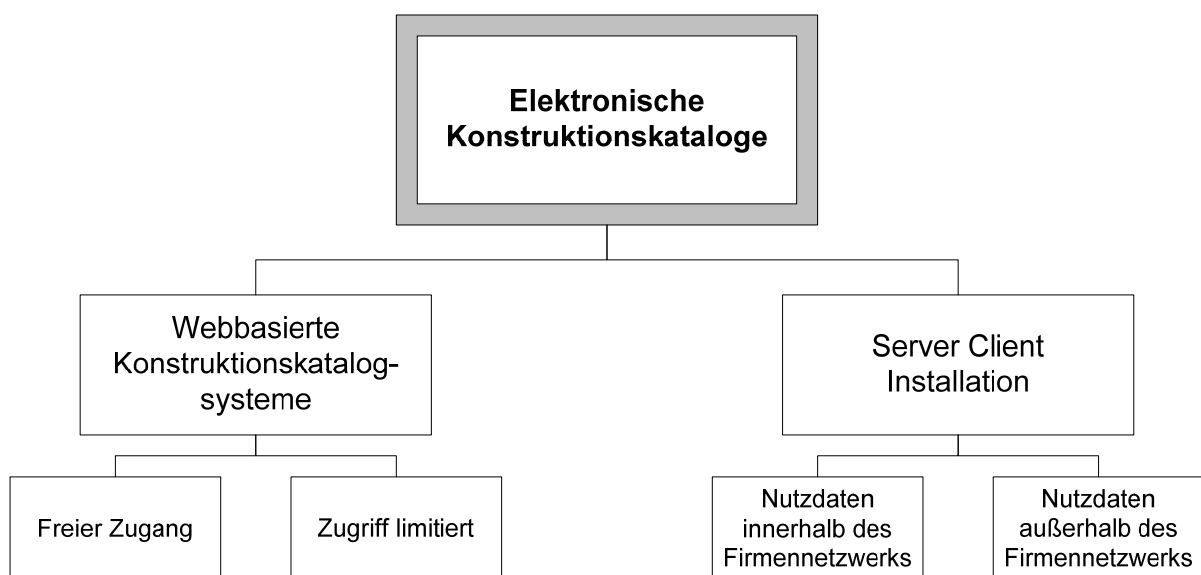 Elektronische
Konstruktionskataloge
Webbasierte
Konstruktionskatalog-
systeme
Server Client
Installation
Freier Zugang
Zugriff limitiert
Nutzdaten
innerhalb des
Firmennetzwerks
Nutzdaten
außerhalb des
Firmennetzwerks